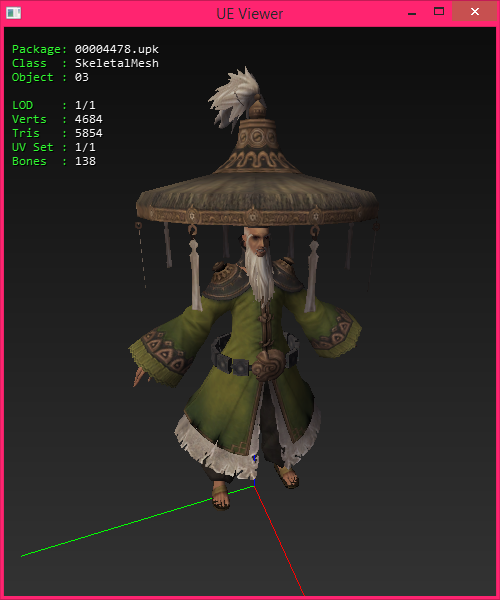 UE Viewer
Package: 00004478.upk
Class  : SkeletalMesh
Object : 03
LOD    : 1/1
Verts  : 4684
Tris   : 5854
UV Set : 1/1
Bones  : 138